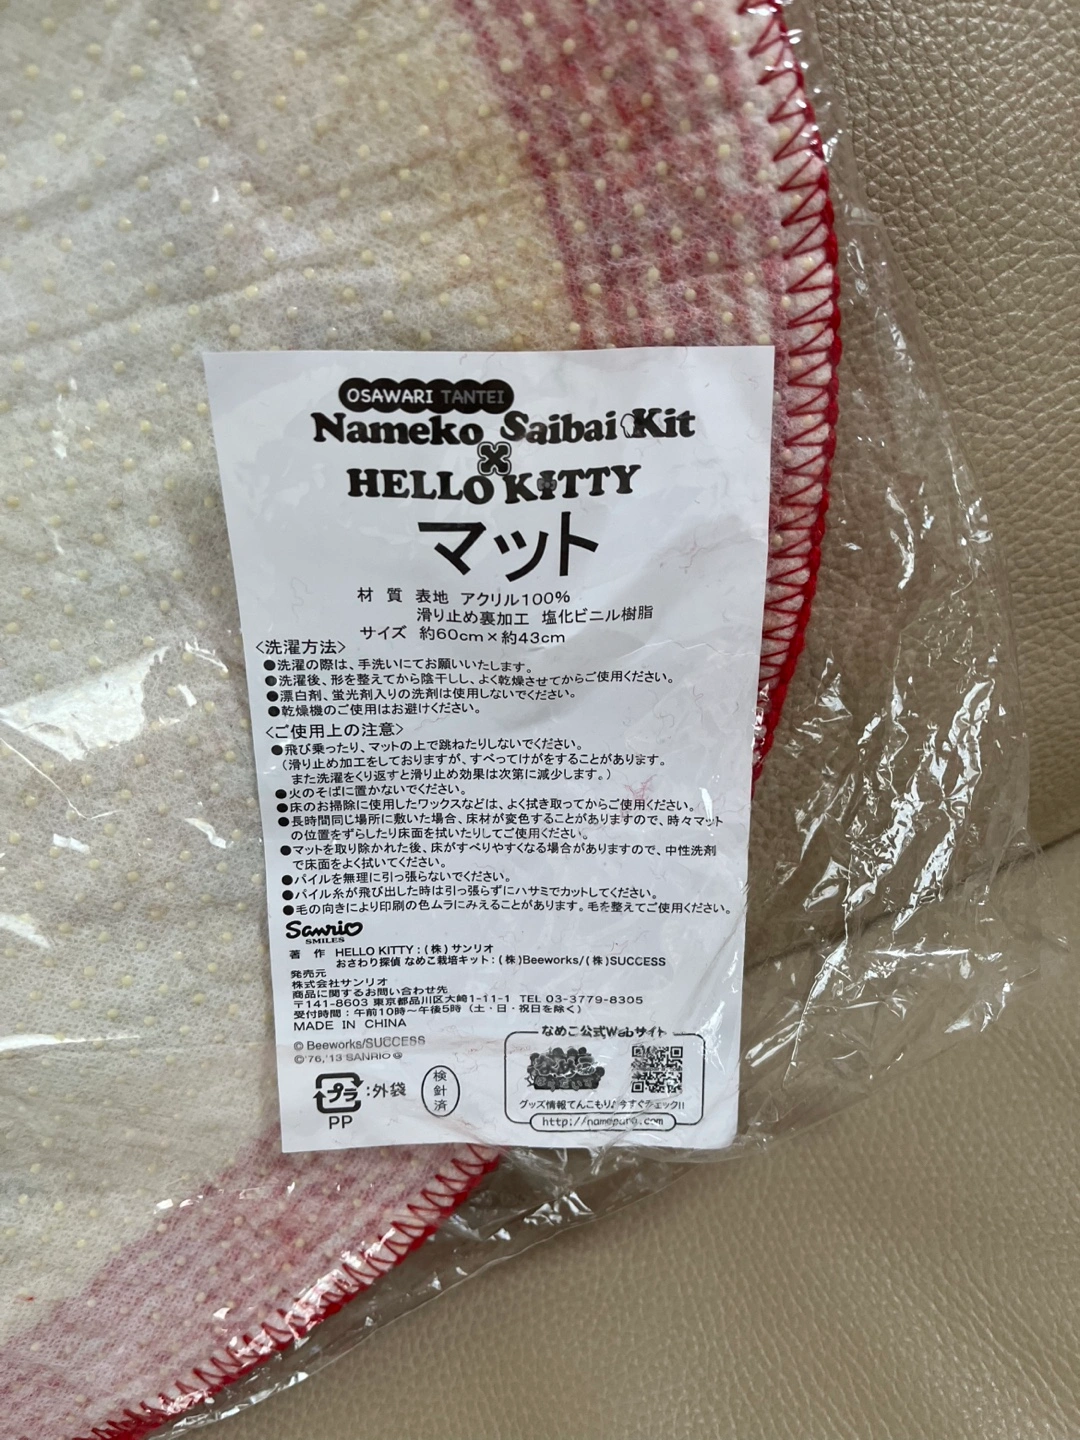 OSAWARI TANTEI
Nameko Saibai Kit
×
HELLO KITTY
マット
材 質 表地 アクリル100%
滑り止め裏加工 塩化ビニル樹脂
サイズ 約60cm×約43cm
<洗濯方法>
●洗濯の際は、手洗いにてお願いいたします。
●洗濯後、形を整えてから陰干しし、よく乾燥させてからご使用ください。
●漂白剤、蛍光剤入りの洗剤は使用しないでください。
●乾燥機のご使用はお避けください。
<ご使用上の注意>
●飛び乗ったり、マットの上で跳ねたりしないでください。
(滑り止め加工をしておりますが、すべってけがをすることがあります。
また洗濯をくり返すと滑り止め効果は次第に減少します。)
●火のそばに置かないでください。
●床のお掃除に使用したワックスなどは、よく拭き取ってからご使用ください。
●長時間同じ場所に敷いた場合、床材が変色することがありますので、時々マット
の位置をずらしたり床面を拭いたりしてご使用ください。
●マットを取り除かれた後、床がすべりやすくなる場合がありますので、中性洗剤
で床面をよく拭いてください。
●パイルを無理に引っ張らないでください。
●パイル糸が飛び出した時は引っ張らずにハサミでカットしてください。
●毛の向きにより印刷の色ムラにみえることがあります。毛を整えてご使用ください。
Sanrio
SMILES
著 作 HELLO KITTY:(株)サンリオ
おさわり探偵 なめこ栽培キット:(株)Beeworks/(株)SUCCESS
発売元
株式会社サンリオ
商品に関するお問い合わせ先
〒141-8603 東京都品川区大崎1-11-1 TEL 03-3779-8305
受付時間:午前10時～午後5時(土・日・祝日を除く)
MADE IN CHINA
© Beeworks/SUCCESS
©'76,'13 SANRIO
プラ:外袋
PP
検針済
なめこ公式Webサイト
グッズ情報てんこもり♪今すぐチェック!!
http://namepara.com